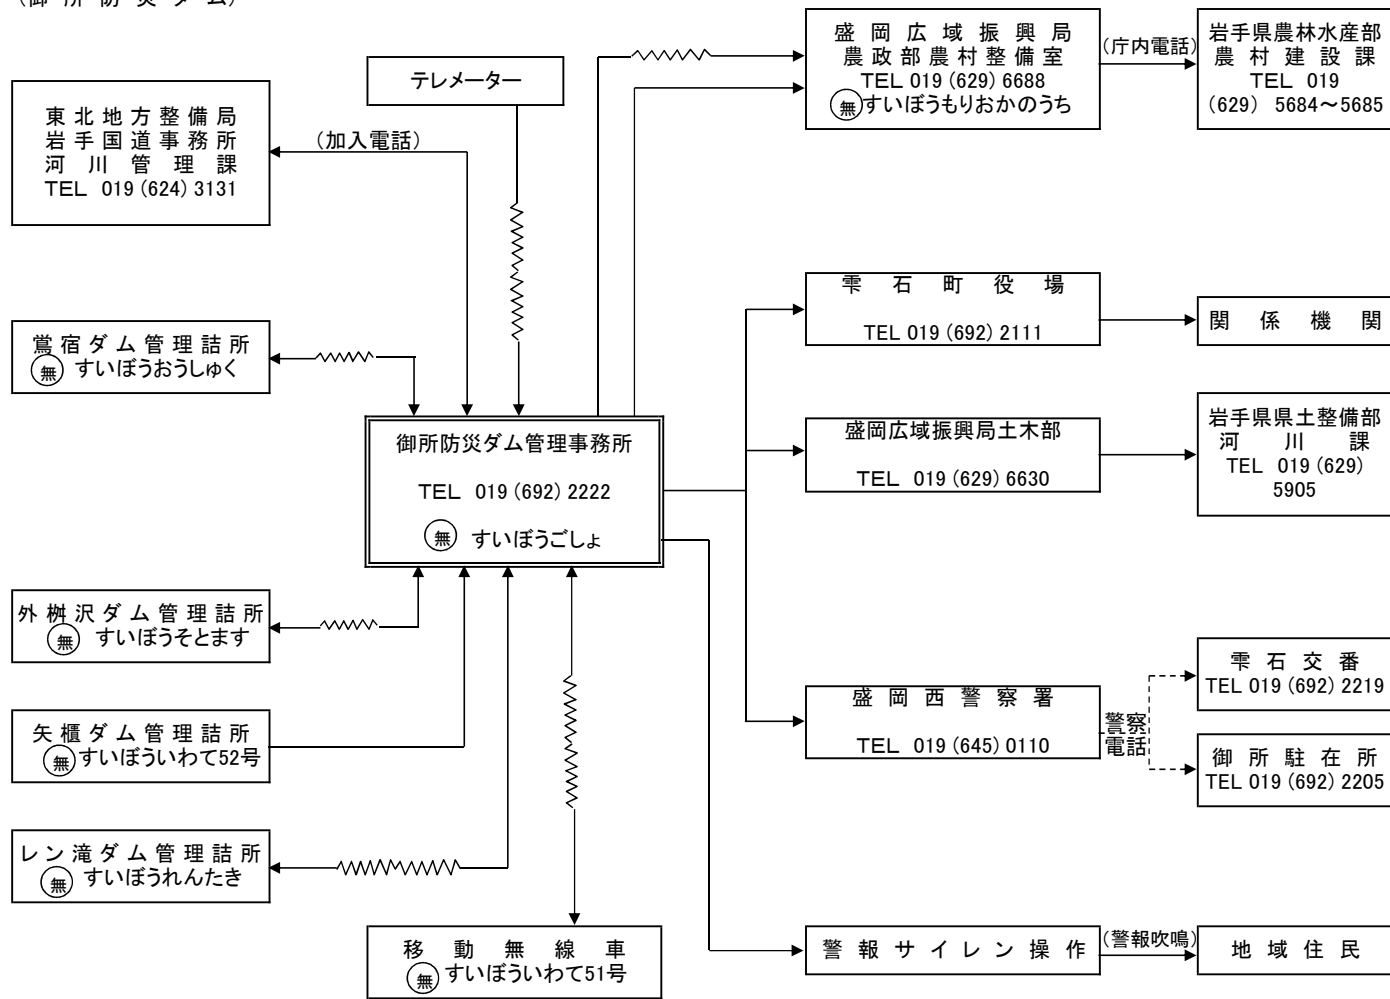 (御所防災ダム)
テレメーター
東北地方整備局
岩手国道事務所
河川管理課
TEL 019(624)3131
(加入電話)
盛岡広域振興局
農政部農村整備室
TEL 019(629)6688
無 すいぼうもりおかのうち
(庁内電話)
岩手県農林水産部
農村建設課
TEL 019
(629) 5684～5685
鶯宿ダム管理詰所
無 すいぼうおうしゅく
雫石町役場
TEL 019(692)2111
関係機関
御所防災ダム管理事務所
TEL 019(692)2222
無 すいぼうごしょ
盛岡広域振興局土木部
TEL 019(629)6630
岩手県県土整備部
河川課
TEL 019(629)
5905
外桝沢ダム管理詰所
無 すいぼうそとます
矢櫃ダム管理詰所
無 すいぼういわて52号
レン滝ダム管理詰所
無 すいぼうれんたき
移動無線車
無 すいぼういわて51号
盛岡西警察署
TEL 019(645)0110
警察
電話
雫石交番
TEL 019(692)2219
御所駐在所
TEL 019(692)2205
警報サイレン操作
(警報吹鳴)
地域住民